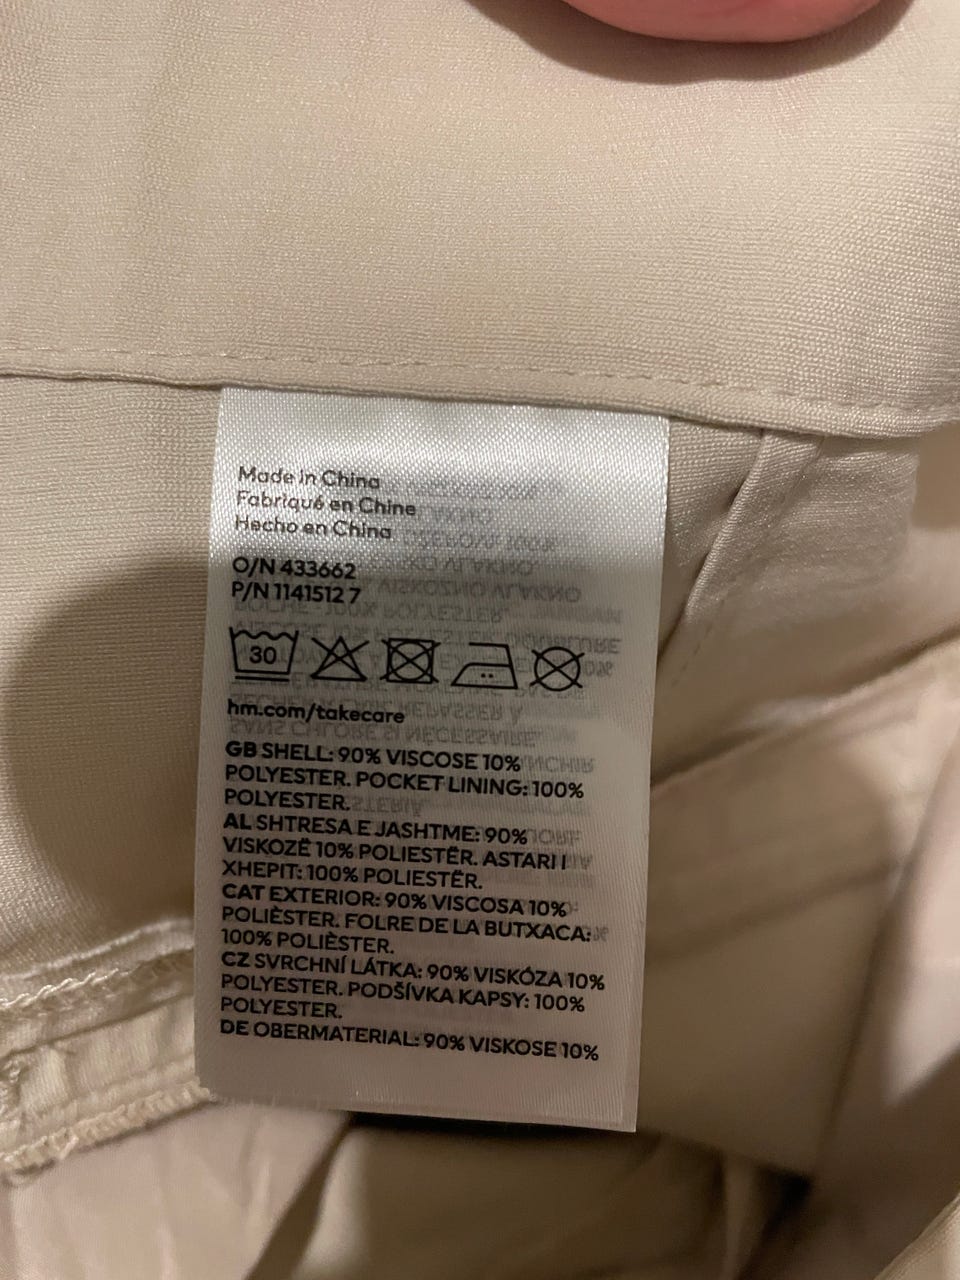 Made in China
Fabriqué en Chine
Hecho en China
O/N 433662
P/N 1141512 7
30
hm.com/takecare
GB SHELL: 90% VISCOSE 10%
POLYESTER. POCKET LINING: 100%
POLYESTER.
AL SHTRESA E JASHTME: 90%
VISKOZË 10% POLIESTËR. ASTARI I
XHEPIT: 100% POLIESTËR.
CAT EXTERIOR: 90% VISCOSA 10%
POLIÈSTER. FOLRE DE LA BUTXACA:
100% POLIÈSTER.
CZ SVRCHNÍ LÁTKA: 90% VISKÓZA 10%
POLYESTER. PODŠÍVKA KAPSY: 100%
POLYESTER.
DE OBERMATERIAL: 90% VISKOSE 10%